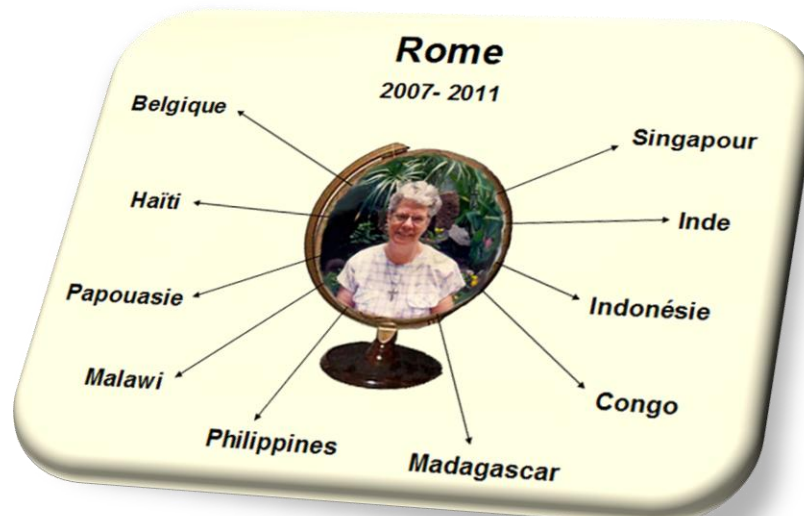 Rome
2007- 2011
Belgique
Haïti
Papouasie
Malawi
Philippines
Madagascar
Singapour
Inde
Indonésie
Congo